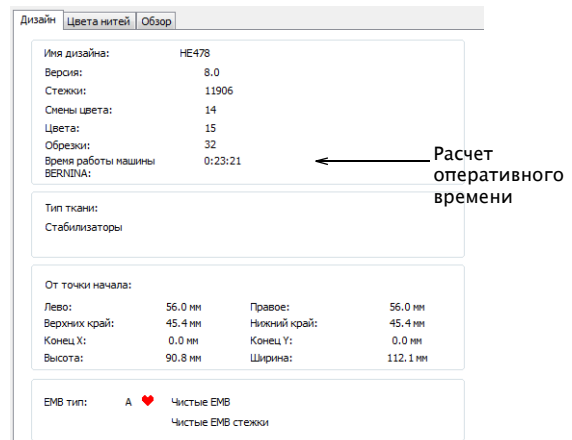 Дизайн Цвета нитей Обзор
Имя дизайна: HE478
Версия: 8.0
Стежки: 11906
Смены цвета: 14
Цвета: 15
Обрезки: 32
Время работы машины BERNINA: 0:23:21
Расчет
оперативного
времени
Тип ткани:
Стабилизаторы
От точки начала:
Лево: 56.0 мм Правое: 56.0 мм
Верхних край: 45.4 мм Нижний край: 45.4 мм
Конец X: 0.0 мм Конец Y: 0.0 мм
Высота: 90.8 мм Ширина: 112.1 мм
EMB тип: A Чистые EMB
Чистые EMB стежки